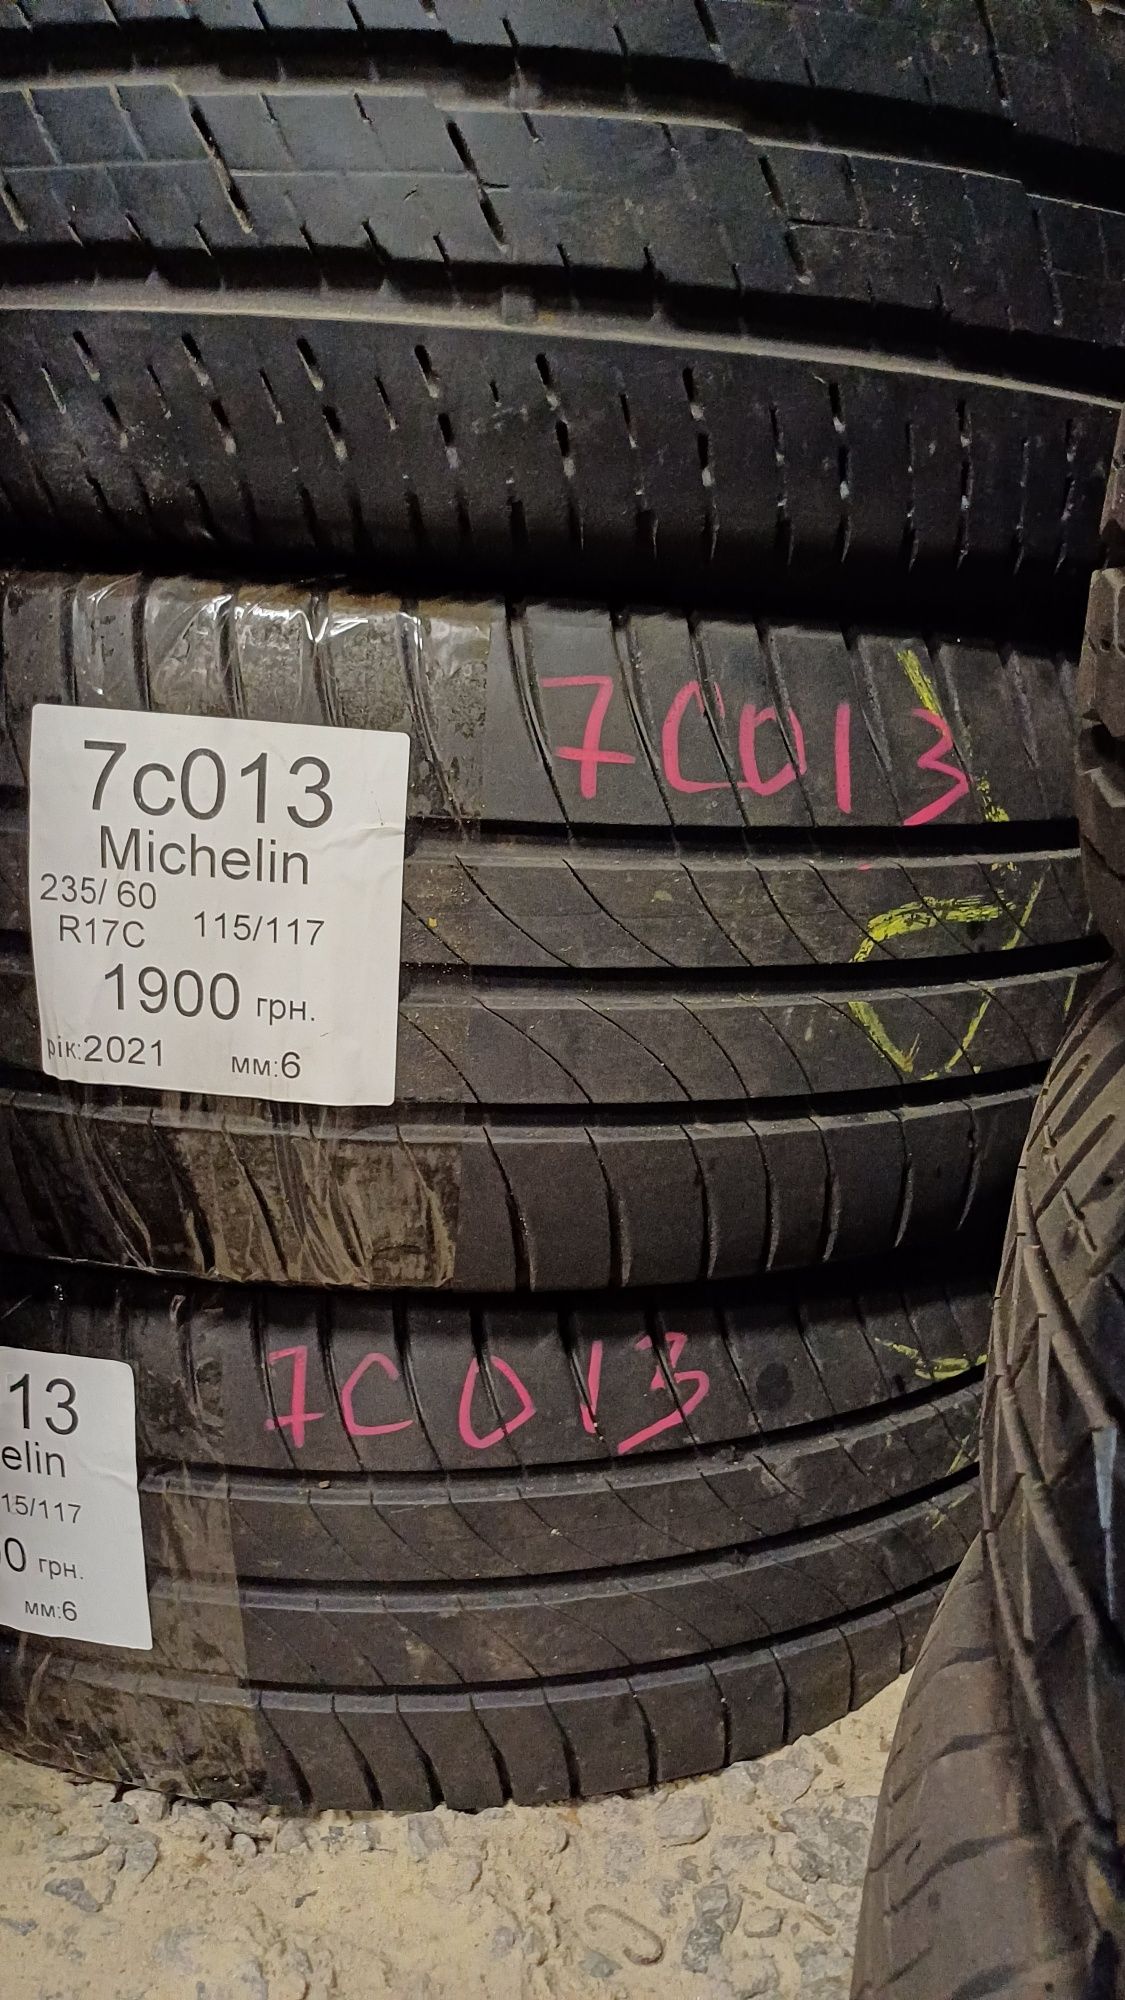 7c013
Michelin
235/ 60
R17C 115/117
1900 грн.
рік:2021 мм:6
7C013
7C013
13
elin
15/117
0 грн.
мм:6